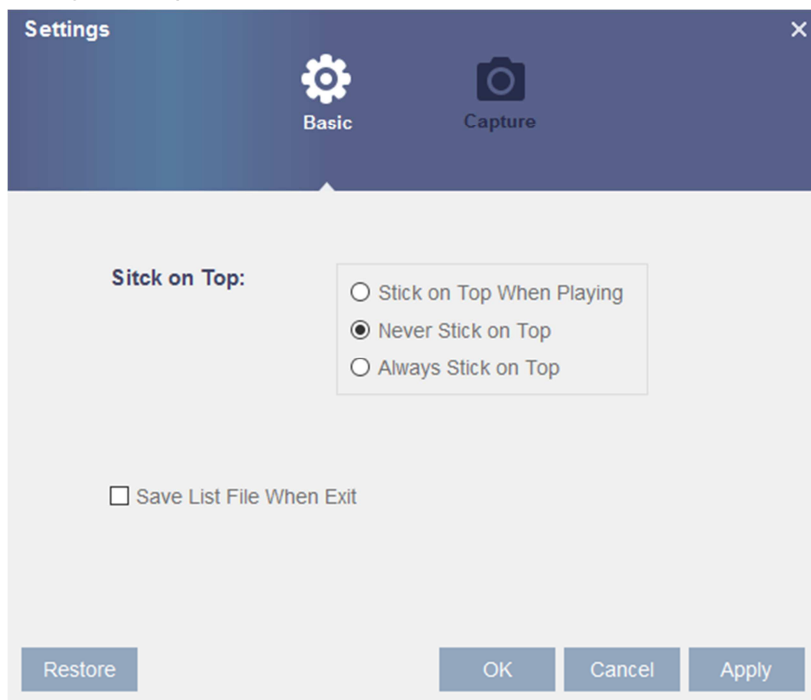 Settings
Basic
Capture
Sitck on Top:
Stick on Top When Playing
Never Stick on Top
Always Stick on Top
Save List File When Exit
Restore
OK
Cancel
Apply